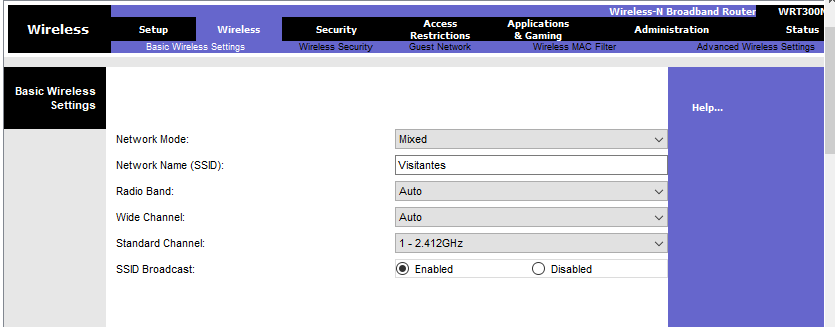 Wireless-N Broadband Router WRT300N
Wireless
Setup Wireless Security Access Restrictions Applications & Gaming Administration Status
Basic Wireless Settings Wireless Security Guest Network Wireless MAC Filter Advanced Wireless Settings
Basic Wireless Settings
Help...
Network Mode: Mixed
Network Name (SSID): Visitantes
Radio Band: Auto
Wide Channel: Auto
Standard Channel: 1 - 2.412GHz
SSID Broadcast: Enabled Disabled